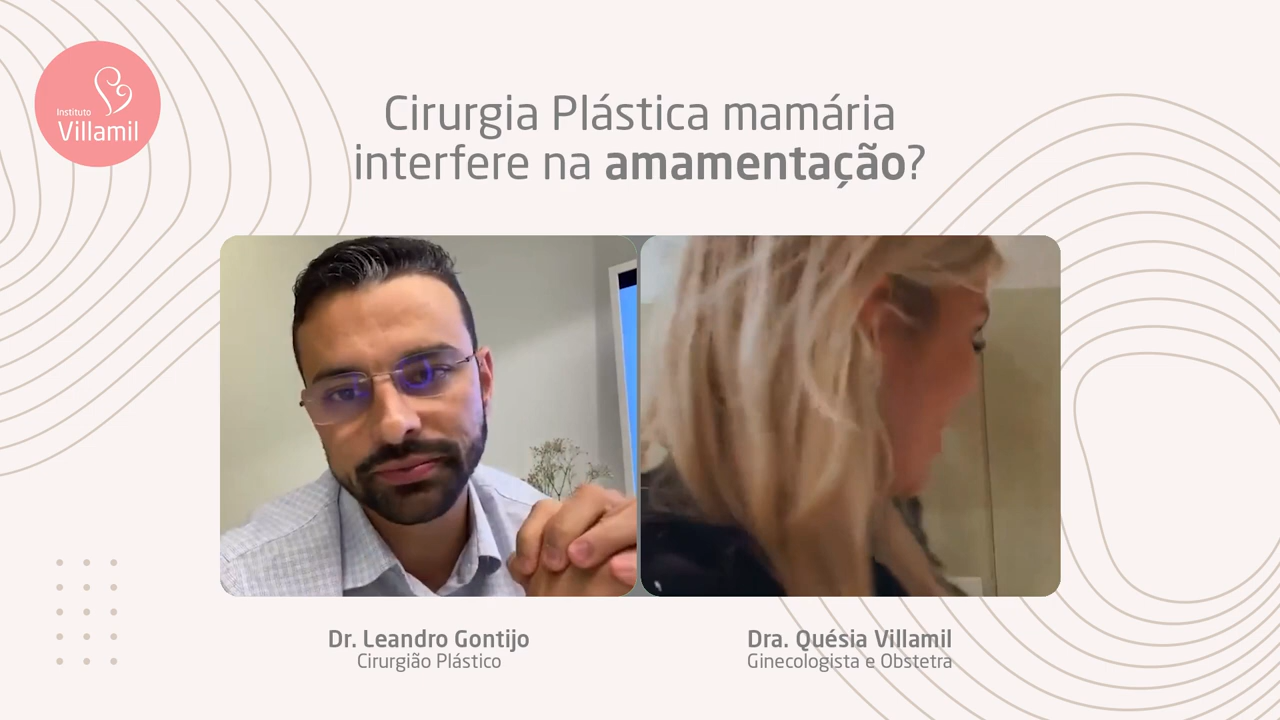 Instituto
Villamil
Cirurgia Plástica mamária
interfere na amamentação?
Dr. Leandro Gontijo
Cirurgião Plástico
Dra. Quésia Villamil
Ginecologista e Obstetra